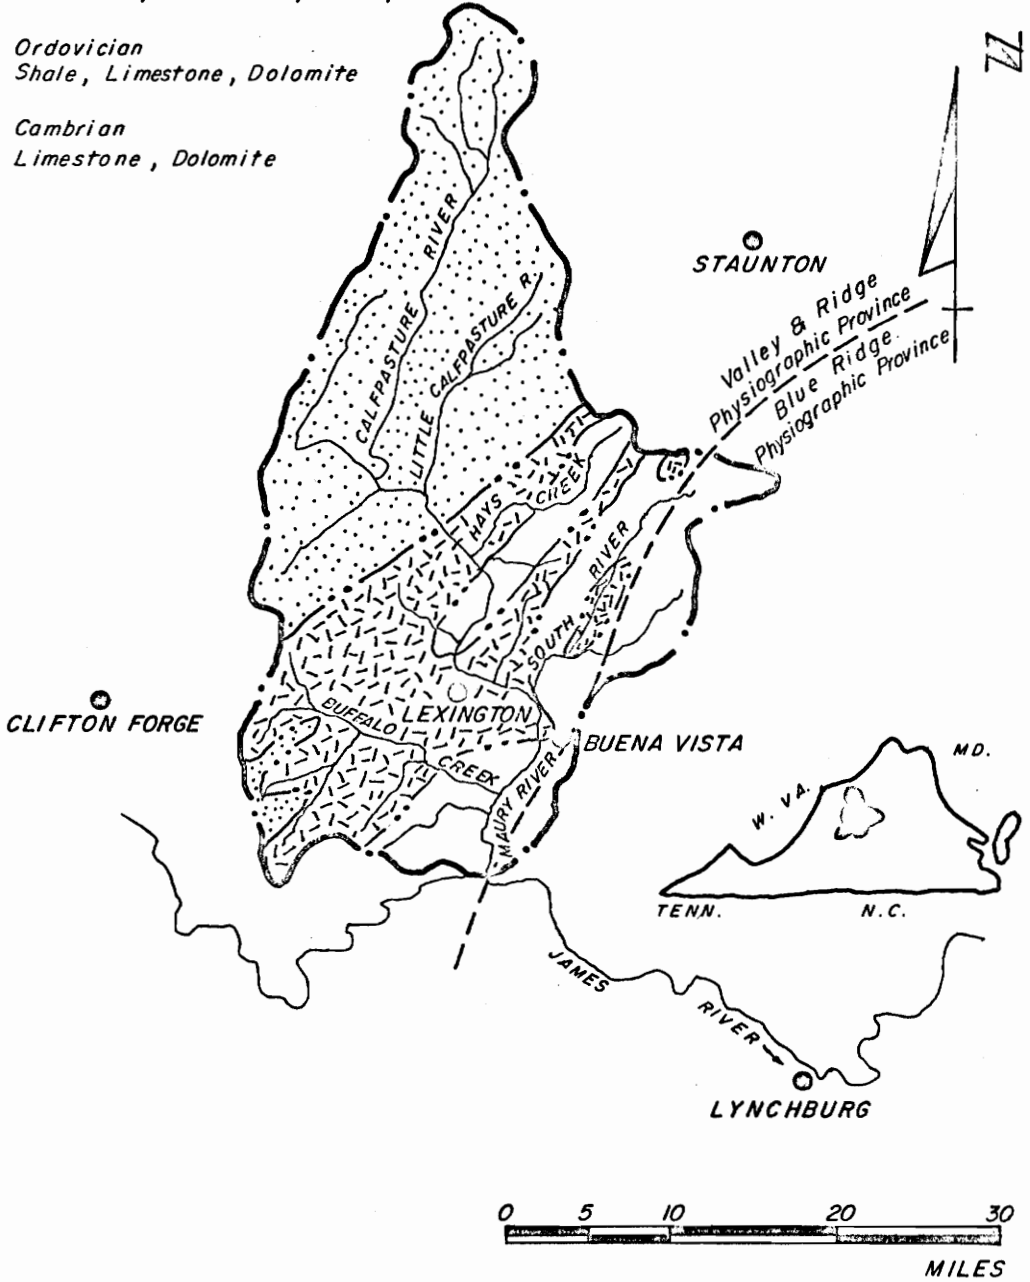 Ordovician
Shale, Limestone, Dolomite
Cambrian
Limestone, Dolomite
N
STAUNTON
Valley & Ridge
Physiographic Province
Blue Ridge
Physiographic Province
CALFPASTURE RIVER
LITTLE CALFPASTURE R.
HAYS CREEK
SOUTH RIVER
CLIFTON FORGE
BUFFALO CREEK
LEXINGTON
BUENA VISTA
MAURY RIVER
W. VA.
MD.
TENN.
N.C.
JAMES RIVER
LYNCHBURG
0 5 10 20 30
MILES